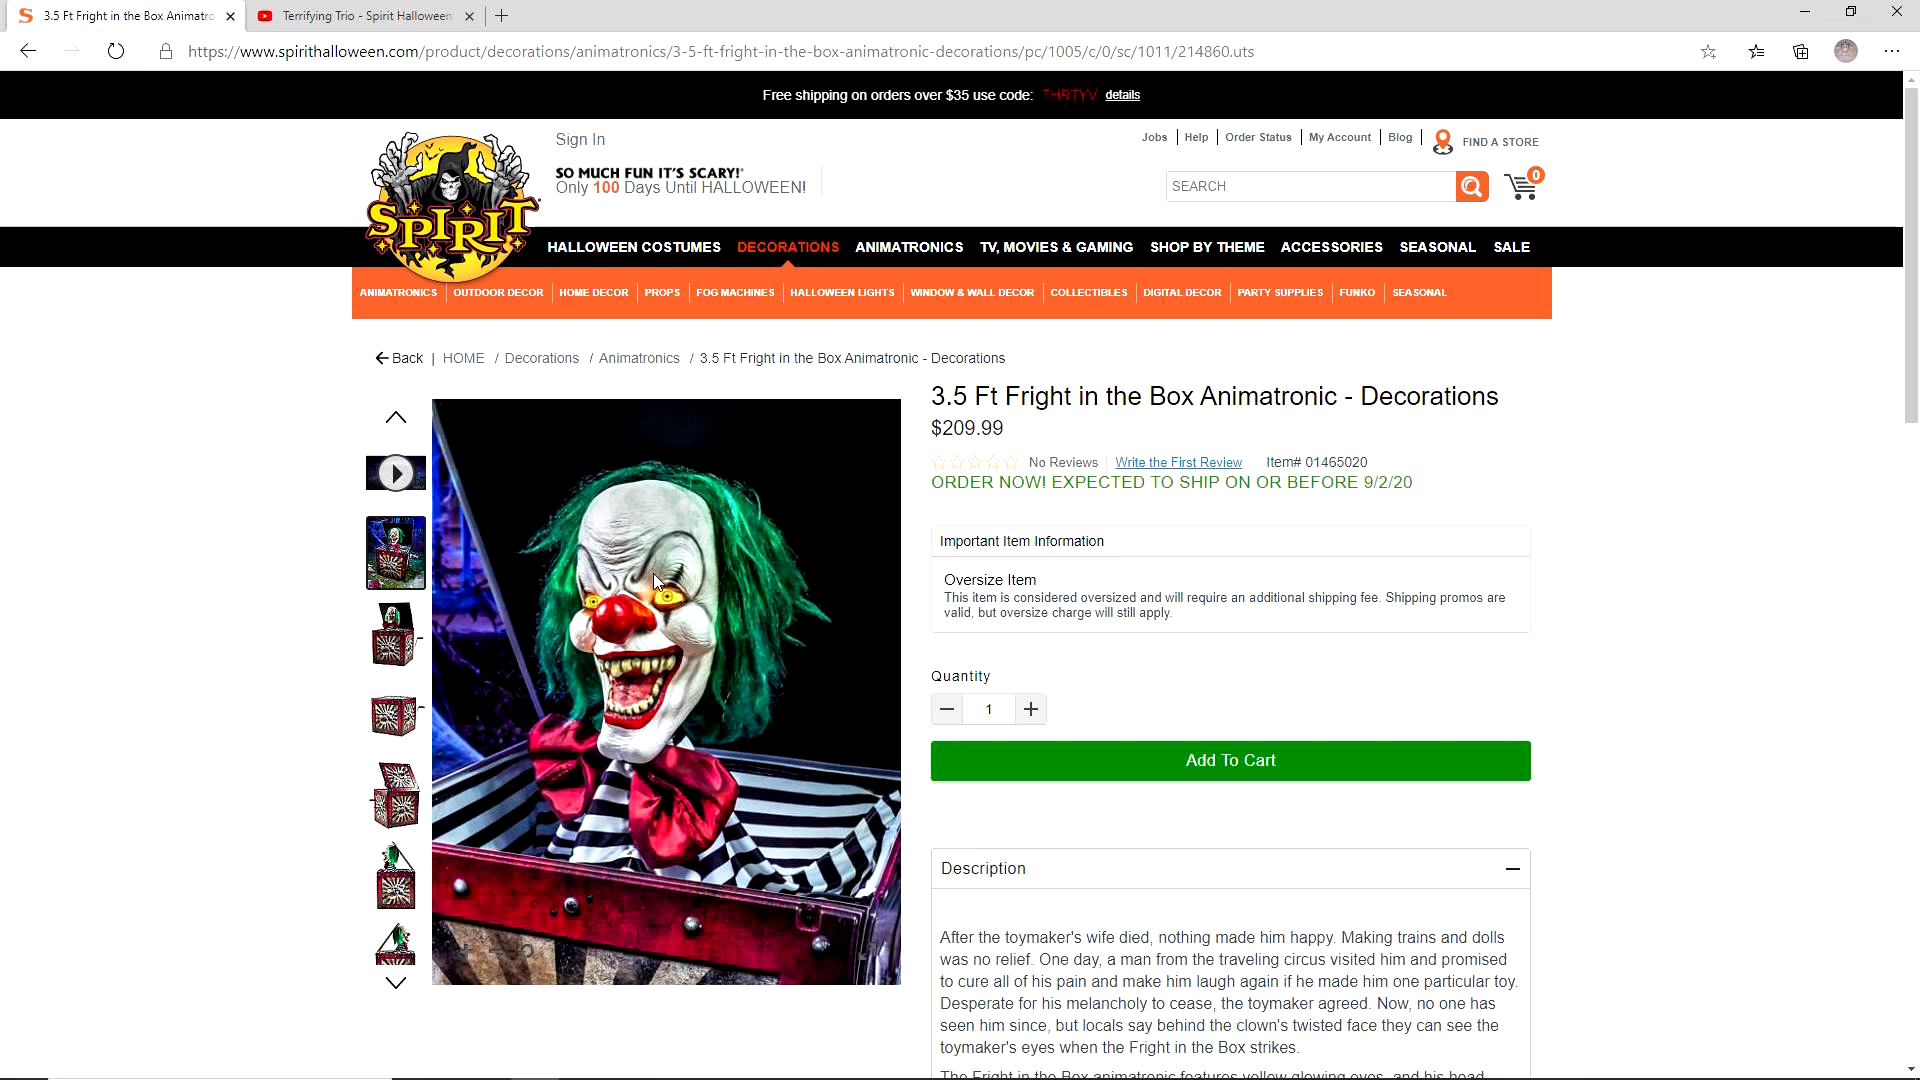 3.5 Ft Fright in the Box Animatro
Terrifying Trio - Spirit Halloween
https://www.spirithalloween.com/product/decorations/animatronics/3-5-ft-fright-in-the-box-animatronic-decorations/pc/1005/c/0/sc/1011/214860.uts
Free shipping on orders over $35 use code: THRTYV details
Sign In
Jobs Help Order Status My Account Blog FIND A STORE
SO MUCH FUN IT'S SCARY!
Only 100 Days Until HALLOWEEN!
SEARCH
0
SPIRIT
HALLOWEEN COSTUMES DECORATIONS ANIMATRONICS TV, MOVIES & GAMING SHOP BY THEME ACCESSORIES SEASONAL SALE
ANIMATRONICS OUTDOOR DECOR HOME DECOR PROPS FOG MACHINES HALLOWEEN LIGHTS WINDOW & WALL DECOR COLLECTIBLES DIGITAL DECOR PARTY SUPPLIES FUNKO SEASONAL
Back | HOME / Decorations / Animatronics / 3.5 Ft Fright in the Box Animatronic - Decorations
3.5 Ft Fright in the Box Animatronic - Decorations
$209.99
No Reviews Write the First Review Item# 01465020
ORDER NOW! EXPECTED TO SHIP ON OR BEFORE 9/2/20
Important Item Information
Oversize Item
This item is considered oversized and will require an additional shipping fee. Shipping promos are
valid, but oversize charge will still apply.
Quantity
1
Add To Cart
Description
After the toymaker's wife died, nothing made him happy. Making trains and dolls
was no relief. One day, a man from the traveling circus visited him and promised
to cure all of his pain and make him laugh again if he made him one particular toy.
Desperate for his melancholy to cease, the toymaker agreed. Now, no one has
seen him since, but locals say behind the clown's twisted face they can see the
toymaker's eyes when the Fright in the Box strikes.
The Fright in the Box animatronic features yellow glowing eyes, and his head